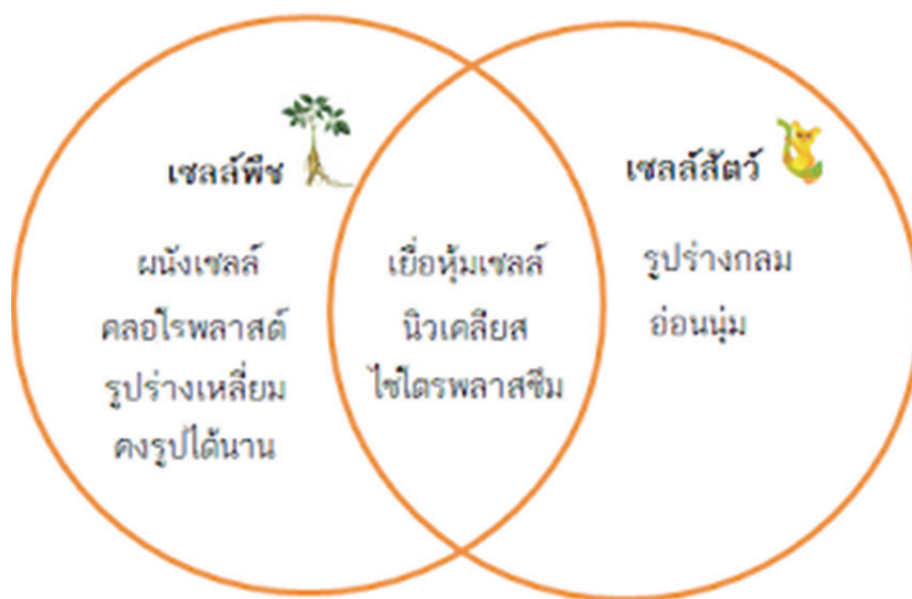 เซลล์พืช
ผนังเซลล์
คลอโรพลาสต์
รูปร่างเหลี่ยม
คงรูปได้นาน
เยื่อหุ้มเซลล์
นิวเคลียส
ไซโตรพลาสซึม
เซลล์สัตว์
รูปร่างกลม
อ่อนนุ่ม